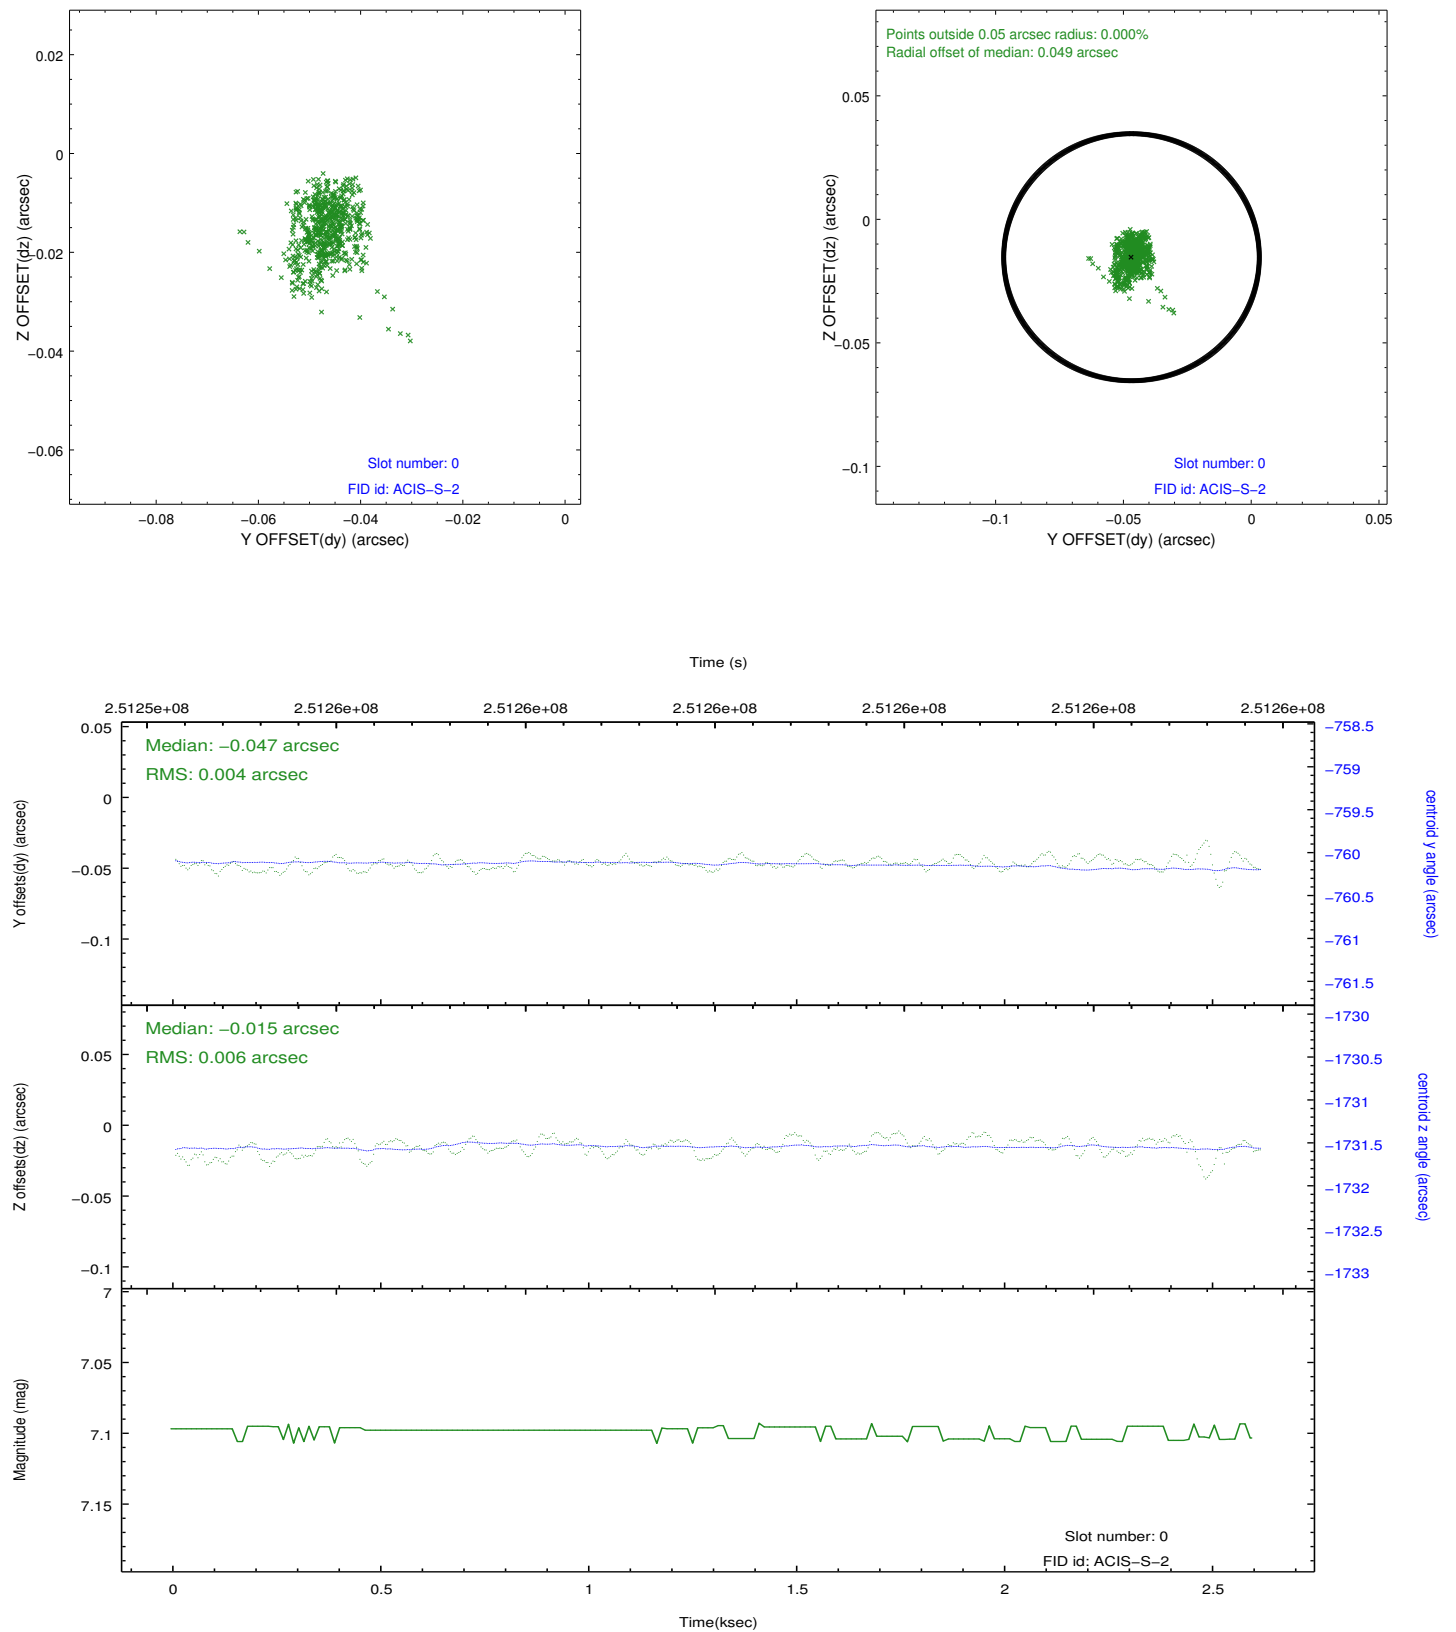 0.02
0
−0.02
−0.04
−0.06
Z OFFSET(dz) (arcsec)
Slot number: 0
FID id: ACIS−S−2
−0.08
−0.06
−0.04
−0.02
0
Y OFFSET(dy) (arcsec)
Points outside 0.05 arcsec radius: 0.000%
Radial offset of median: 0.049 arcsec
0.05
0
−0.05
−0.1
Z OFFSET(dz) (arcsec)
Slot number: 0
FID id: ACIS−S−2
−0.1
−0.05
0
0.05
Y OFFSET(dy) (arcsec)
Time (s)
2.5125e+08
2.5126e+08
2.5126e+08
2.5126e+08
2.5126e+08
2.5126e+08
2.5126e+08
Median: −0.047 arcsec
RMS: 0.004 arcsec
0.05
0
−0.05
−0.1
Y offsets(dy) (arcsec)
−758.5
−759
−759.5
−760
−760.5
−761
−761.5
centroid y angle (arcsec)
Median: −0.015 arcsec
RMS: 0.006 arcsec
0.05
0
−0.05
−0.1
Z offsets(dz) (arcsec)
−1730
−1730.5
−1731
−1731.5
−1732
−1732.5
−1733
centroid z angle (arcsec)
7
7.05
7.1
7.15
Magnitude (mag)
Slot number: 0
FID id: ACIS−S−2
0
0.5
1
1.5
2
2.5
Time(ksec)